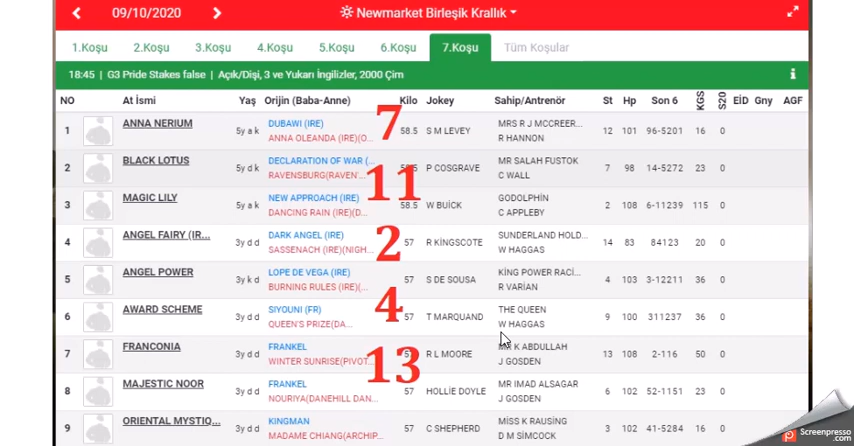 09/10/2020 Newmarket Birleşik Krallık
1.Koşu 2.Koşu 3.Koşu 4.Koşu 5.Koşu 6.Koşu 7.Koşu Tüm Koşular
18:45 | G3 Pride Stakes false | Açık/Dişi, 3 ve Yukarı İngilizler, 2000 Çim
NO At İsmi Yaş Orijin (Baba-Anne) Kilo Jokey Sahip/Antrenör St Hp Son 6 KGS S20 EİD Gny AGF
7
DUBAWI (IRE) MRS R J MCCREER...
1 ANNA NERIUM 5y a k 58.5 S M LEVEY 12 101 96-5201 16 0
ANNA OLEANDA (IRE)(O... R HANNON
11
DECLARATION OF WAR (... MR SALAH FUSTOK
2 BLACK LOTUS 5y d k P COSGRAVE 7 98 14-5272 23 0
RAVENSBURG(RAVEN'... C WALL
NEW APPROACH (IRE) GODOLPHIN
3 MAGIC LILY 5y a k 58.5 W BUİCK 2 108 6-11239 115 0
DANCING RAIN (IRE)(D... C APPLEBY
2
DARK ANGEL (IRE) SUNDERLAND HOLD...
4 ANGEL FAIRY (IR... 3y d d 57 R KİNGSCOTE 14 83 84123 20 0
SASSENACH (IRE)(NIGH... W HAGGAS
LOPE DE VEGA (IRE) KİNG POWER RACİ...
5 ANGEL POWER 3y k d 57 S DE SOUSA 4 103 3-12211 36 0
BURNING RULES (IRE)(... R VARİAN
4
SIYOUNI (FR) THE QUEEN
6 AWARD SCHEME 3y d d 57 T MARQUAND 9 100 311237 36 0
QUEEN'S PRIZE(DA... W HAGGAS
13
FRANKEL MR K ABDULLAH
7 FRANCONIA 3y d d R L MOORE 13 108 2-116 50 0
WINTER SUNRISE(PIVOT... J GOSDEN
FRANKEL MR IMAD ALSAGAR
8 MAJESTIC NOOR 3y d d 57 HOLLİE DOYLE 6 102 52-1151 23 0
NOURIYA(DANEHILL DAN... J GOSDEN
KINGMAN MİSS K RAUSİNG
9 ORIENTAL MYSTIQ... 3y d d 57 C SHEPHERD 3 102 41-5284 16 0
MADAME CHIANG(ARCHIP... D M SİMCOCK
Screenpresso
.com